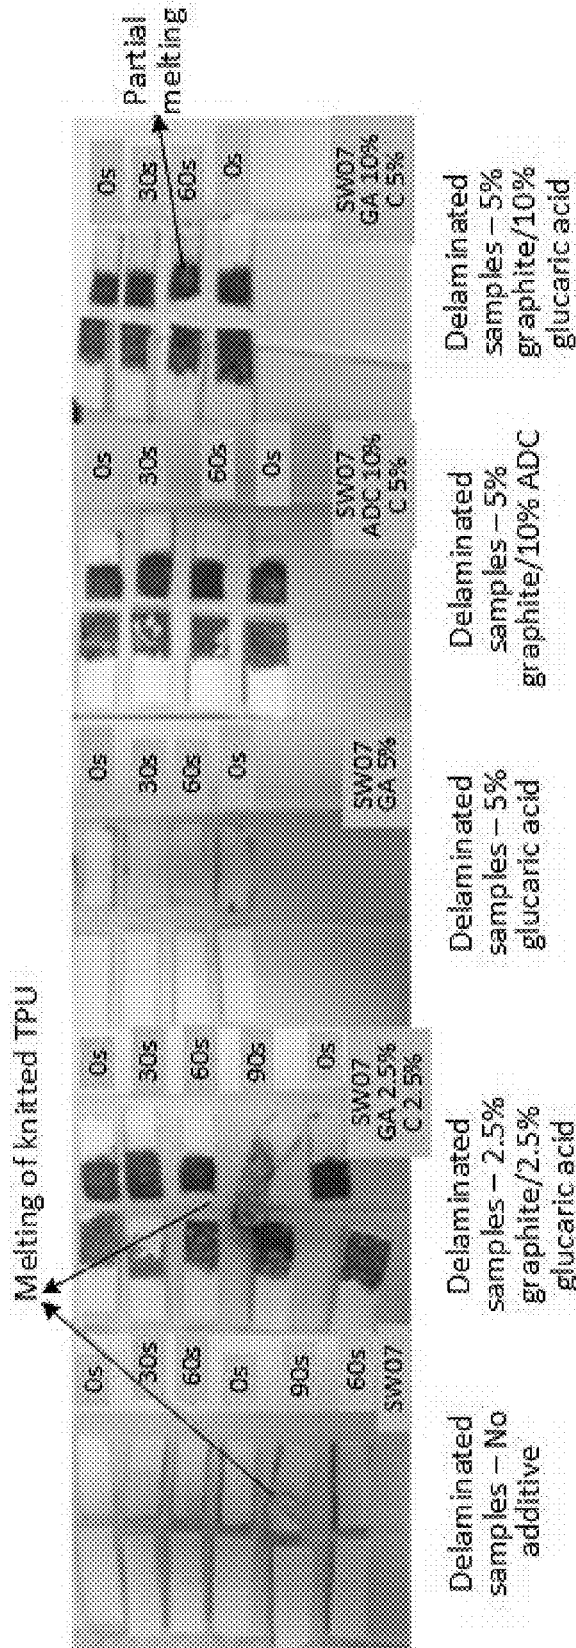 Melting of knitted TPU
Partial
melting
0s
30s
60s
0s
90s
60s
SW07
0s
30s
60s
90s
0s
SW07
GA 2.5%
C 2.5%
0s
30s
60s
0s
SW07
GA 5%
0s
30s
60s
0s
SW07
ADC 10%
C 5%
0s
30s
60s
0s
SW07
GA 10%
C 5%
Delaminated
samples – No
additive
Delaminated
samples – 2.5%
graphite/2.5%
glucaric acid
Delaminated
samples – 5%
glucaric acid
Delaminated
samples – 5%
graphite/10% ADC
Delaminated
samples – 5%
graphite/10%
glucaric acid